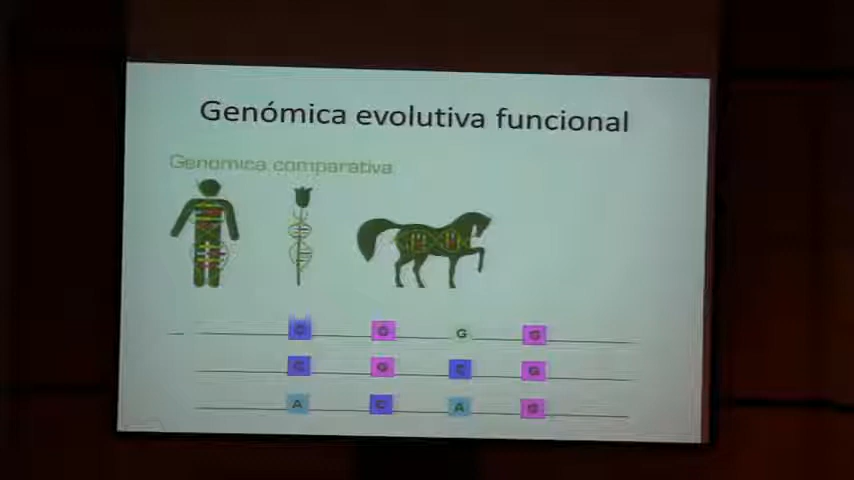 Genómica evolutiva funcional
Genomica comparativa
G
C G C G
A C A G